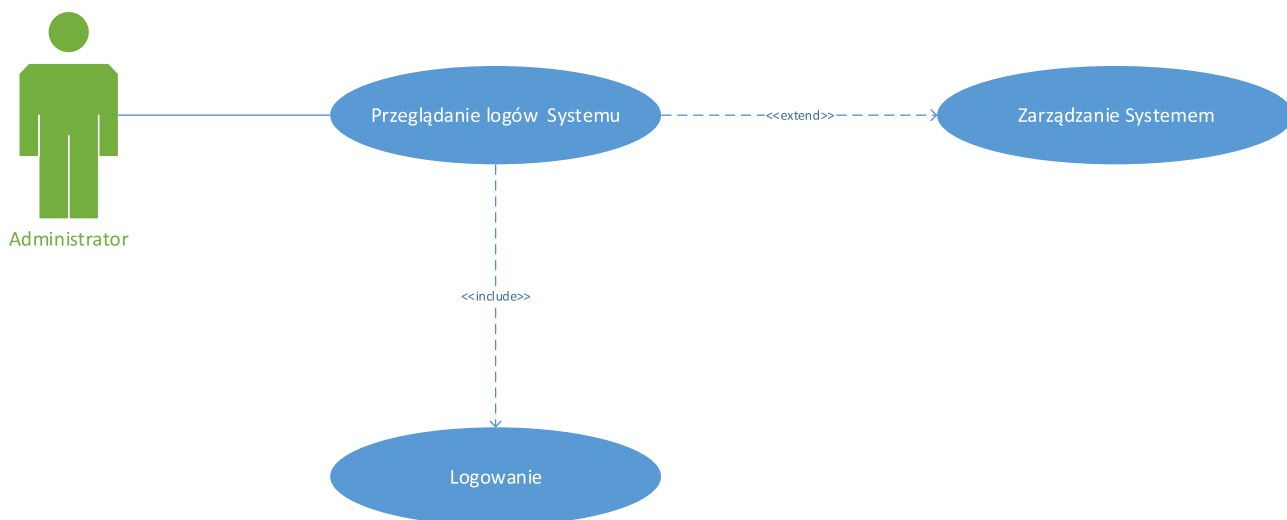 Przeglądanie logów  Systemu
<<extend>>
Zarządzanie Systemem
Administrator
<<include>>
Logowanie